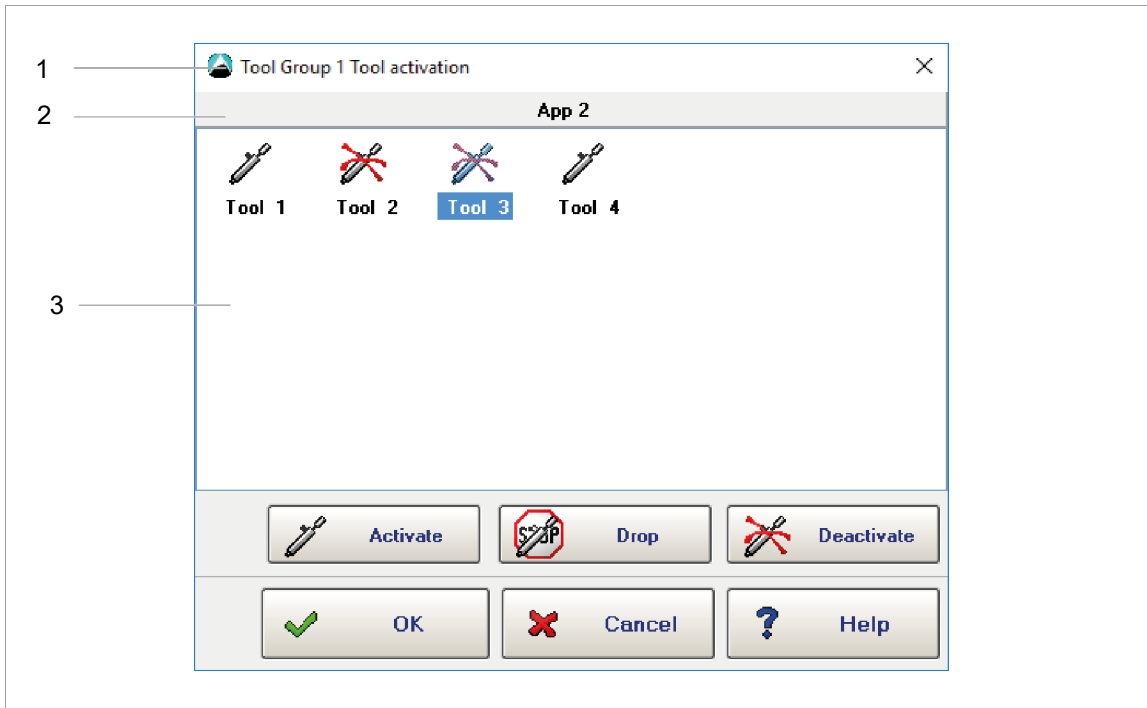 1
Tool Group 1 Tool activation
2
App 2
Tool 1 Tool 2 Tool 3 Tool 4
3
Activate STOP Drop Deactivate
OK Cancel ? Help